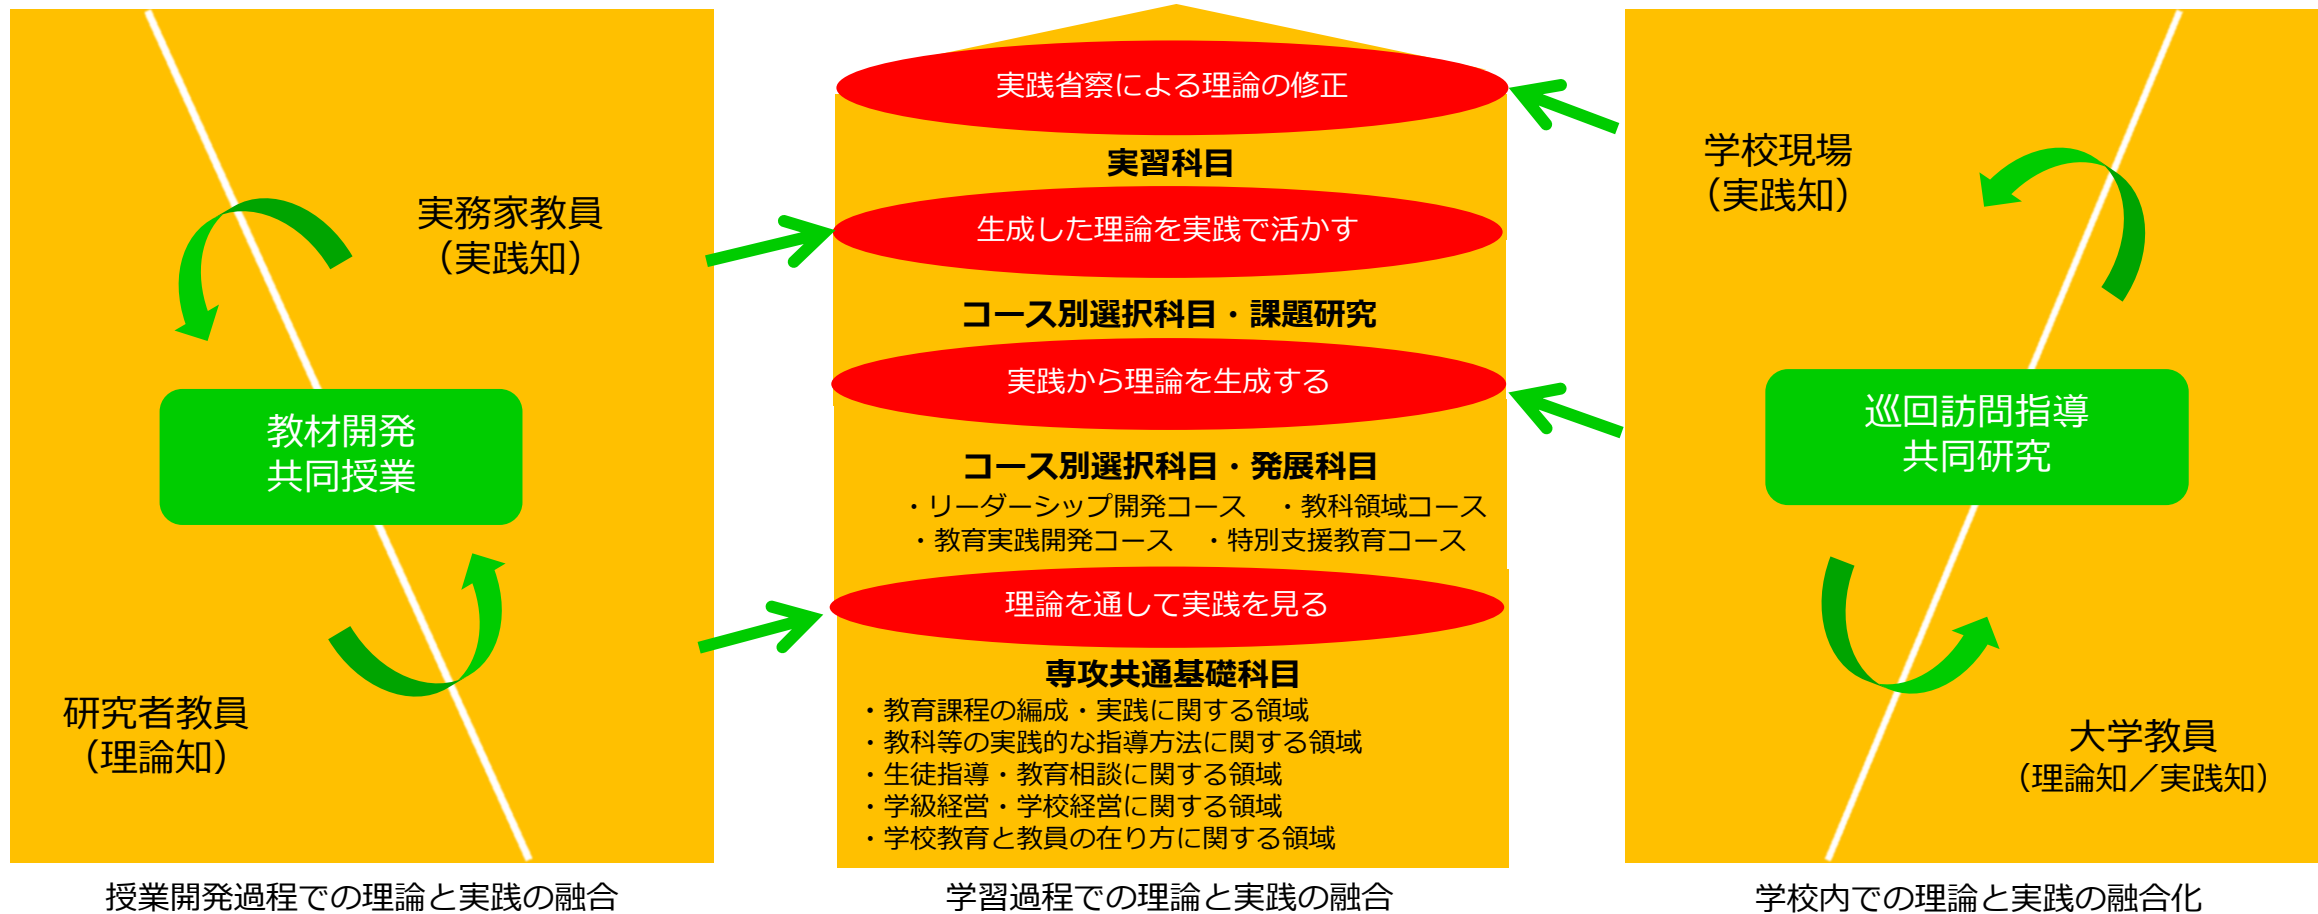 実務家教員
（実践知）
教材開発
共同授業
研究者教員
（理論知）
授業開発過程での理論と実践の融合
実践省察による理論の修正
実習科目
生成した理論を実践で活かす
コース別選択科目・課題研究
実践から理論を生成する
コース別選択科目・発展科目
・リーダーシップ開発コース　・教科領域コース
・教育実践開発コース　・特別支援教育コース
理論を通して実践を見る
専攻共通基礎科目
・教育課程の編成・実践に関する領域
・教科等の実践的な指導方法に関する領域
・生徒指導・教育相談に関する領域
・学級経営・学校経営に関する領域
・学校教育と教員の在り方に関する領域
学習過程での理論と実践の融合
学校現場
（実践知）
巡回訪問指導
共同研究
大学教員
（理論知／実践知）
学校内での理論と実践の融合化